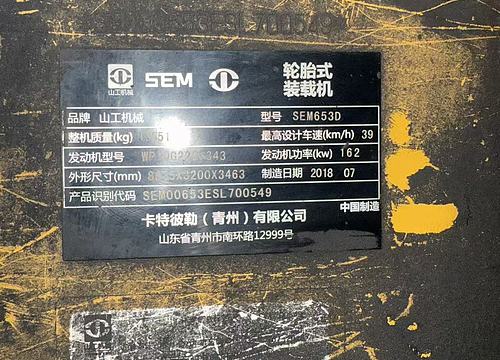 山工机械 SEM
轮胎式
装载机
品牌 山工机械 型号 SEM653D
整机质量(kg) 最高设计车速(km/h) 39
发动机型号 发动机功率(kw) 162
外形尺寸(mm) 制造日期 2018 07
产品识别代码 SEM00653ESL700549
中国制造
卡特彼勒（青州）有限公司
山东省青州市南环路12999号